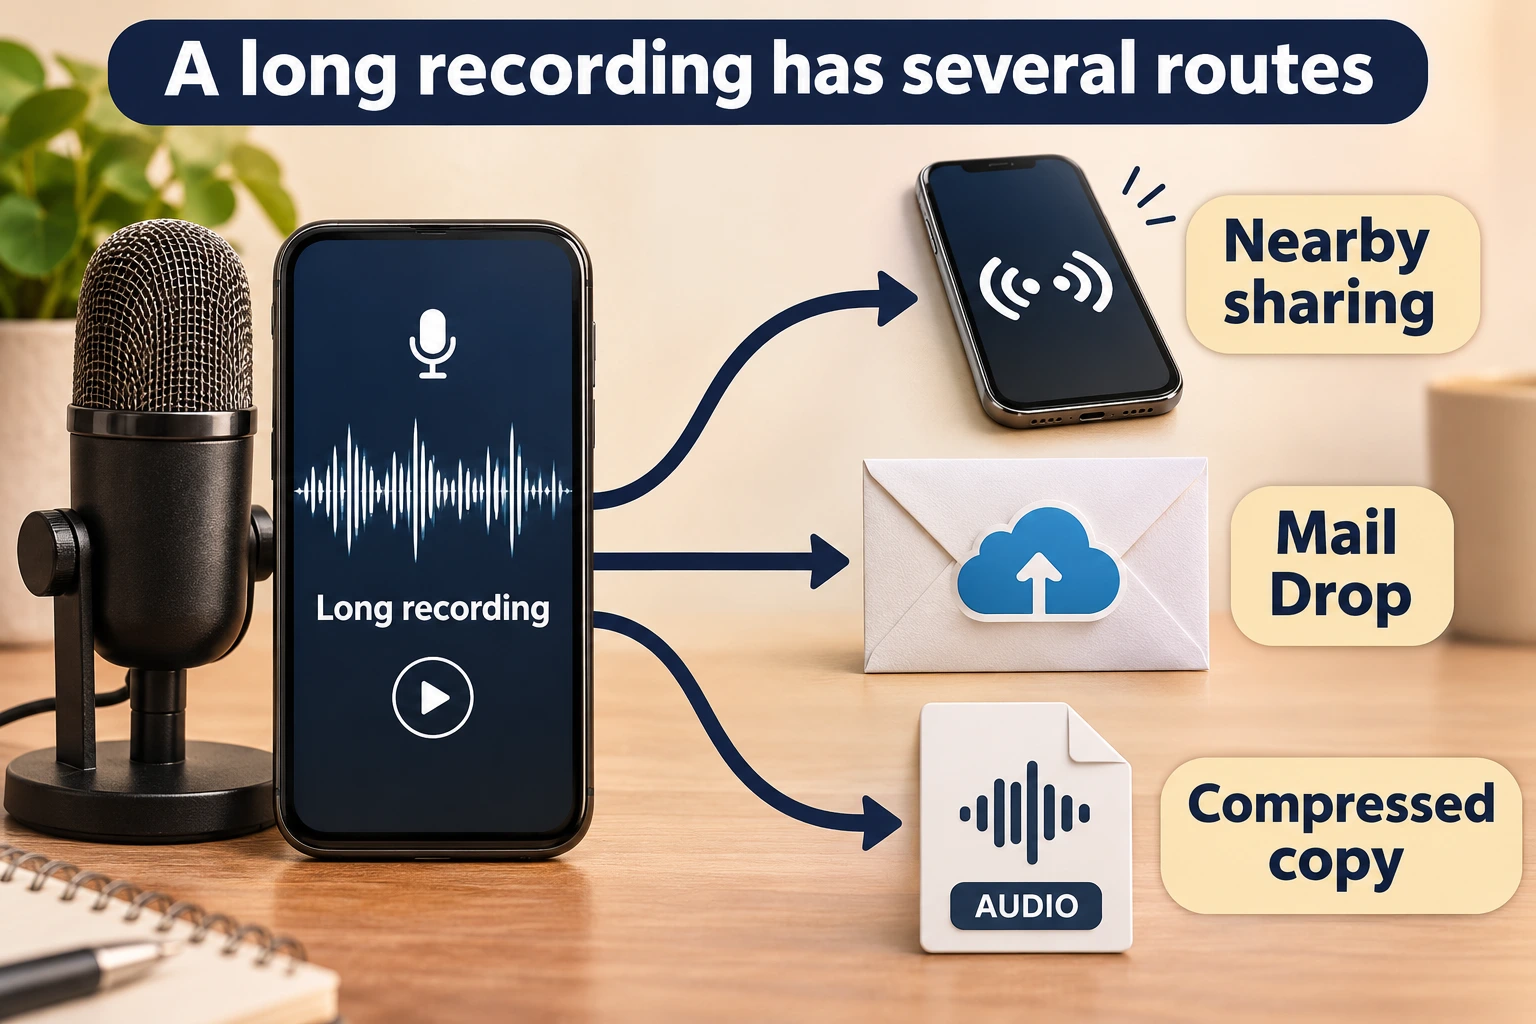 A long recording has several routes
Long recording
Nearby
sharing
Mail
Drop
Compressed
copy
AUDIO